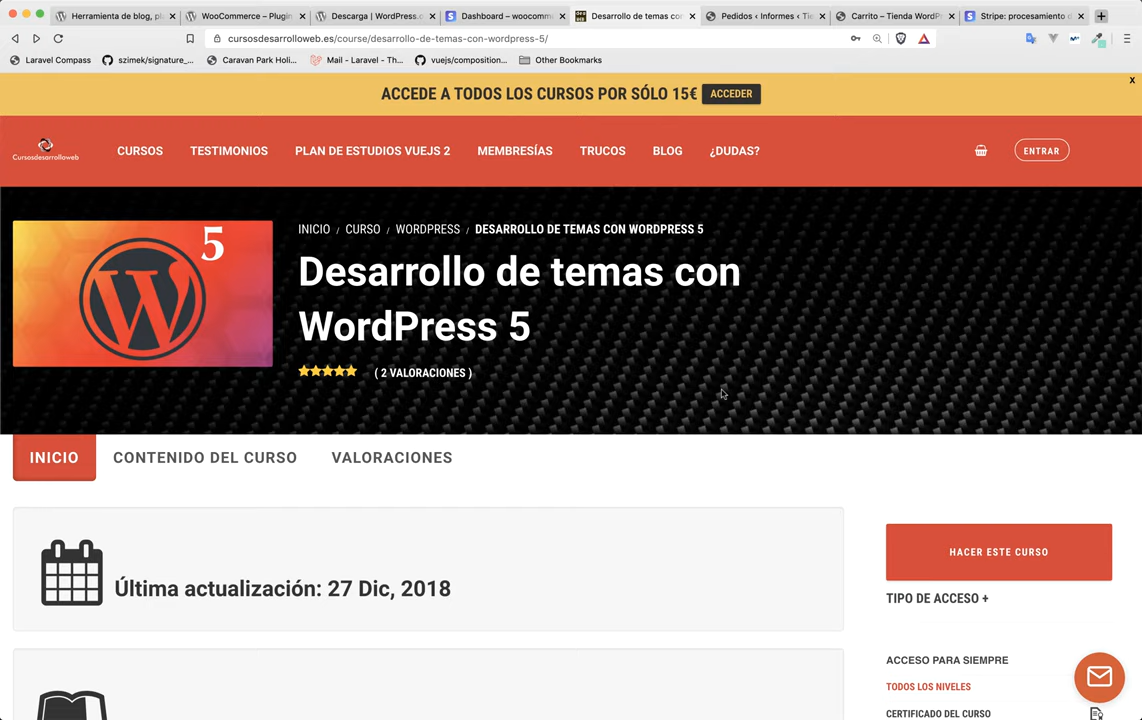 Herramienta de blog, pl
WooCommerce – Plugin
Descarga | WordPress.c
Dashboard – woocomm
Desarrollo de temas co
Pedidos ‹ Informes ‹ Tie
Carrito – Tienda WordPr
Stripe: procesamiento d
cursosdesarrolloweb.es/course/desarrollo-de-temas-con-wordpress-5/
Laravel Compass
szimek/signature_...
Caravan Park Holi...
Mail - Laravel - Th...
vuejs/composition...
Other Bookmarks
ACCEDE A TODOS LOS CURSOS POR SÓLO 15€ ACCEDER
X
Cursosdesarrolloweb
CURSOS
TESTIMONIOS
PLAN DE ESTUDIOS VUEJS 2
MEMBRESÍAS
TRUCOS
BLOG
¿DUDAS?
ENTRAR
5
INICIO / CURSO / WORDPRESS / DESARROLLO DE TEMAS CON WORDPRESS 5
Desarrollo de temas con
WordPress 5
( 2 VALORACIONES )
INICIO
CONTENIDO DEL CURSO
VALORACIONES
Última actualización: 27 Dic, 2018
HACER ESTE CURSO
TIPO DE ACCESO +
ACCESO PARA SIEMPRE
TODOS LOS NIVELES
CERTIFICADO DEL CURSO